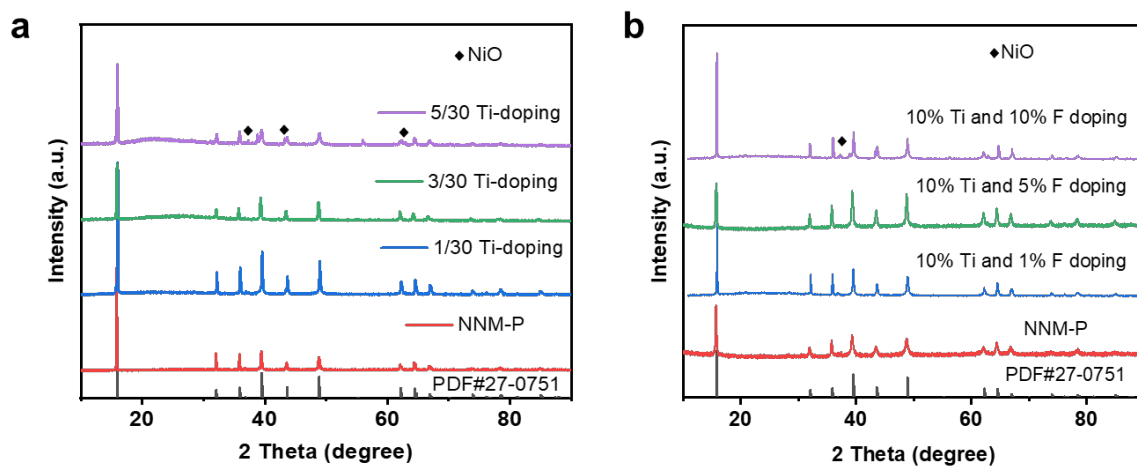 a
◆NiO
5/30 Ti-doping
3/30 Ti-doping
1/30 Ti-doping
NNM-P
PDF#27-0751
Intensity (a.u.)
20 40 60 80
2 Theta (degree)
b
◆NiO
10% Ti and 10% F doping
10% Ti and 5% F doping
10% Ti and 1% F doping
NNM-P
PDF#27-0751
Intensity (a.u.)
20 40 60 80
2 Theta (degree)